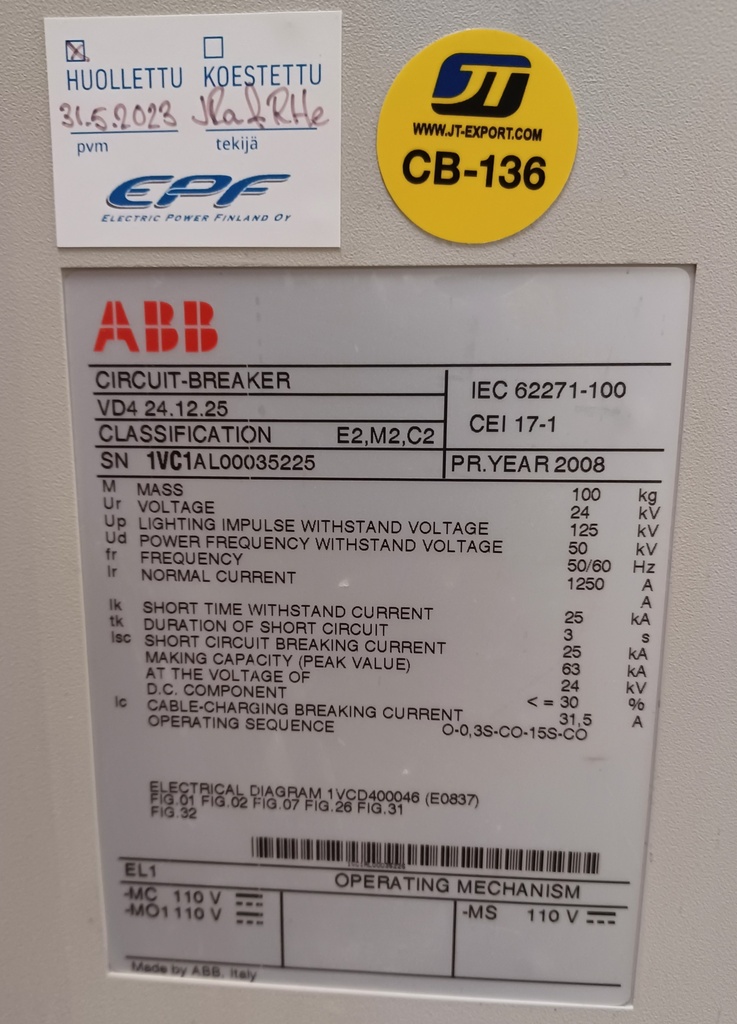 HUOLLETTU KOESTETTU
31.5.2023
pvm tekijä
EPF
ELECTRIC POWER FINLAND OY
JT
WWW.JT-EXPORT.COM
CB-136
ABB
CIRCUIT-BREAKER
VD4 24.12.25
IEC 62271-100
CEI 17-1
CLASSIFICATION E2,M2,C2
SN 1VC1AL00035225 PR.YEAR 2008
M MASS 100 kg
Ur VOLTAGE 24 kV
Up LIGHTING IMPULSE WITHSTAND VOLTAGE 125 kV
Ud POWER FREQUENCY WITHSTAND VOLTAGE 50 kV
fr FREQUENCY 50/60 Hz
Ir NORMAL CURRENT 1250 A
A
Ik SHORT TIME WITHSTAND CURRENT 25 kA
tk DURATION OF SHORT CIRCUIT 3 s
Isc SHORT CIRCUIT BREAKING CURRENT 25 kA
MAKING CAPACITY (PEAK VALUE) 63 kA
AT THE VOLTAGE OF 24 kV
D.C. COMPONENT <= 30 %
Ic CABLE-CHARGING BREAKING CURRENT 31,5 A
OPERATING SEQUENCE O-0,3S-CO-15S-CO
ELECTRICAL DIAGRAM 1VCD400046 (E0837)
FIG.01 FIG.02 FIG.07 FIG.26 FIG.31
FIG.32
EL1 OPERATING MECHANISM
-MC 110 V
-MO1 110 V
-MS 110 V
Made by ABB. Italy